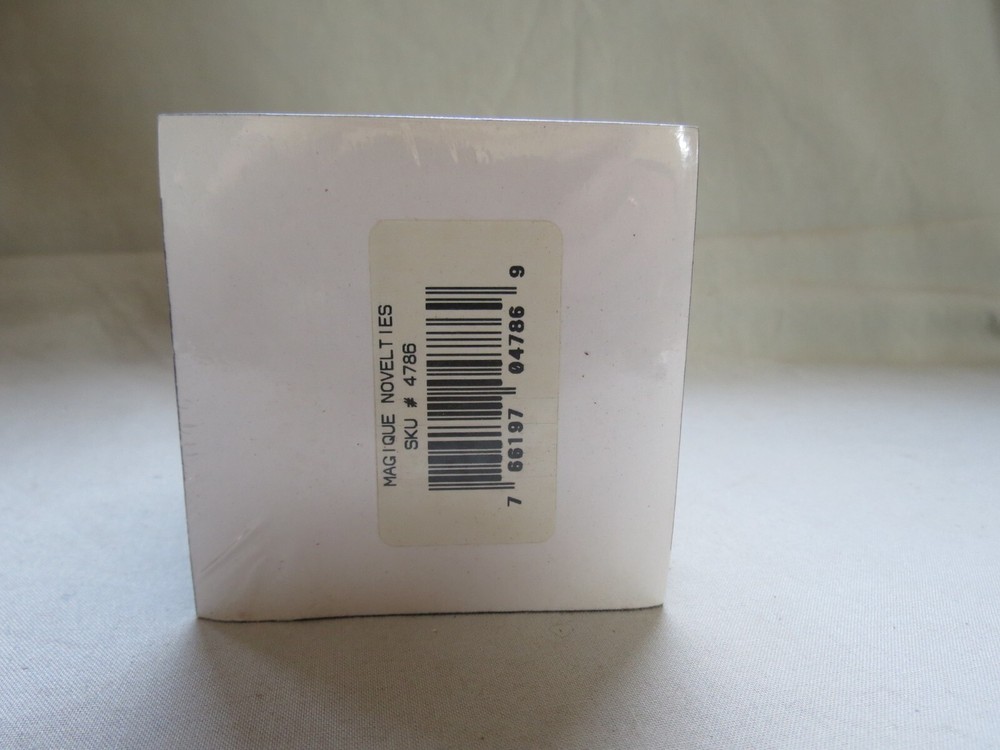 MAGIQUE NOVELTIES
SKU # 4786
7 66197 04786 9